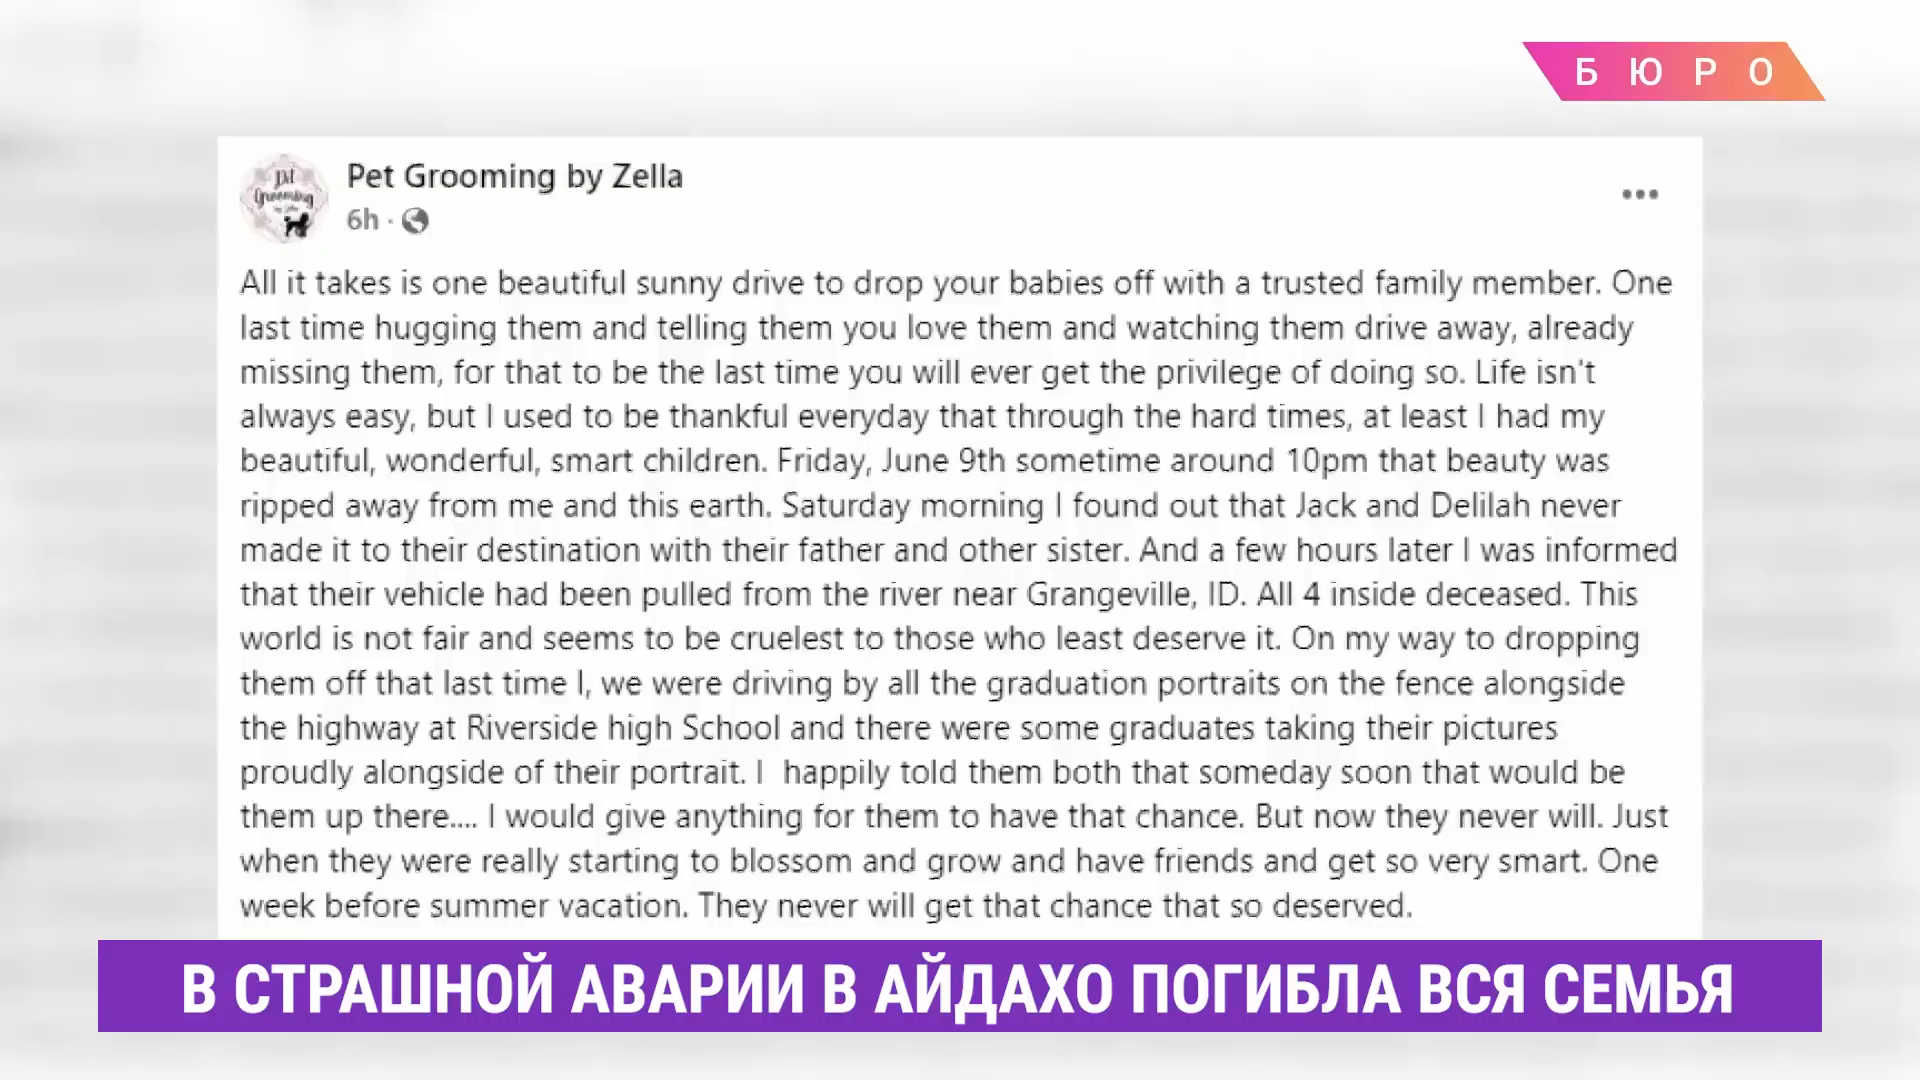 БЮРО
Pet Grooming by Zella
Pet
Grooming
6h ·
All it takes is one beautiful sunny drive to drop your babies off with a trusted family member. One
last time hugging them and telling them you love them and watching them drive away, already
missing them, for that to be the last time you will ever get the privilege of doing so. Life isn't
always easy, but I used to be thankful everyday that through the hard times, at least I had my
beautiful, wonderful, smart children. Friday, June 9th sometime around 10pm that beauty was
ripped away from me and this earth. Saturday morning I found out that Jack and Delilah never
made it to their destination with their father and other sister. And a few hours later I was informed
that their vehicle had been pulled from the river near Grangeville, ID. All 4 inside deceased. This
world is not fair and seems to be cruelest to those who least deserve it. On my way to dropping
them off that last time I, we were driving by all the graduation portraits on the fence alongside
the highway at Riverside high School and there were some graduates taking their pictures
proudly alongside of their portrait. I  happily told them both that someday soon that would be
them up there.... I would give anything for them to have that chance. But now they never will. Just
when they were really starting to blossom and grow and have friends and get so very smart. One
week before summer vacation. They never will get that chance that so deserved.
В СТРАШНОЙ АВАРИИ В АЙДАХО ПОГИБЛА ВСЯ СЕМЬЯ